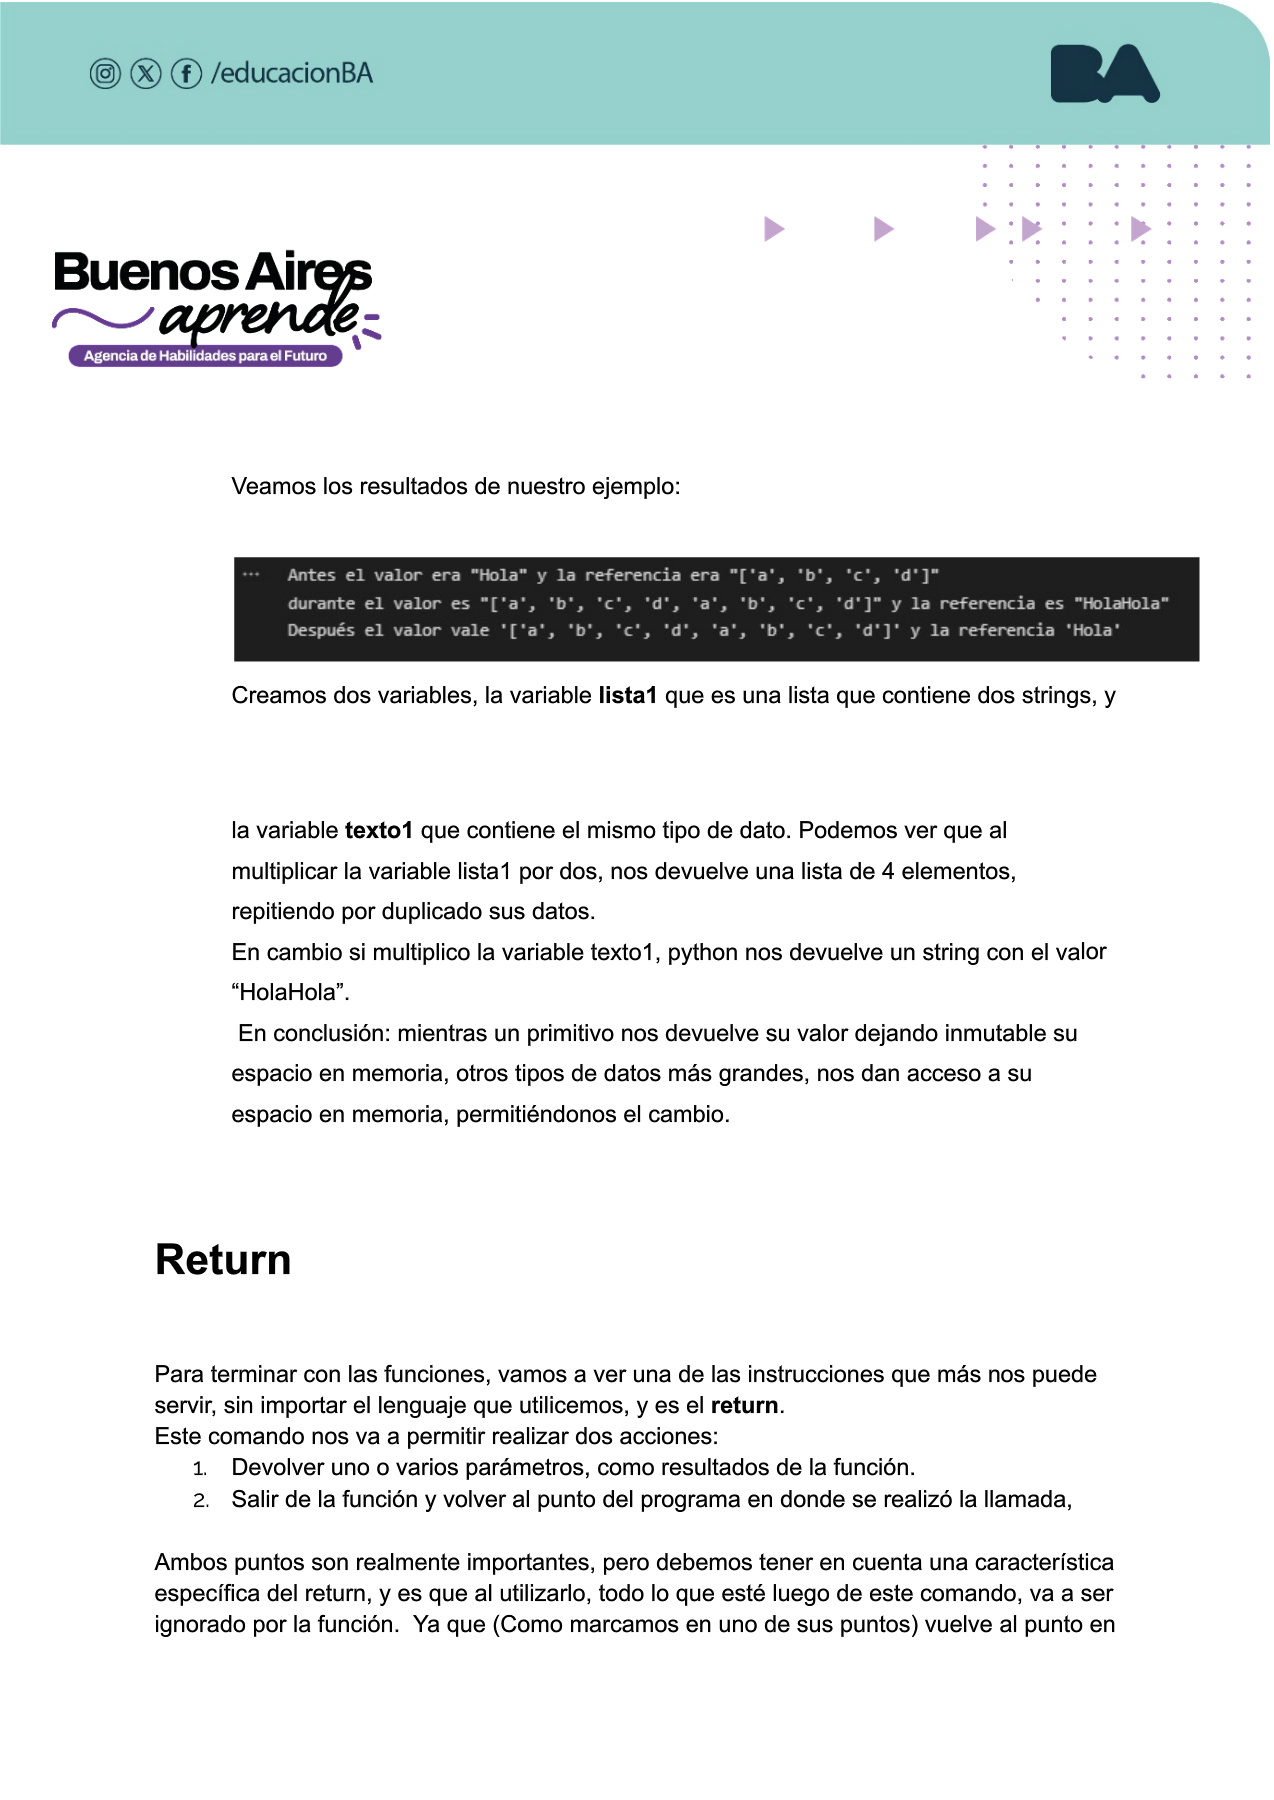 /educacionBA
BA
Buenos Aires
aprende
Agencia de Habilidades para el Futuro
Veamos los resultados de nuestro ejemplo:
··· Antes el valor era "Hola" y la referencia era "['a', 'b', 'c', 'd']"
durante el valor es "['a', 'b', 'c', 'd', 'a', 'b', 'c', 'd']" y la referencia es "HolaHola"
Después el valor vale '['a', 'b', 'c', 'd', 'a', 'b', 'c', 'd']' y la referencia 'Hola'
Creamos dos variables, la variable lista1 que es una lista que contiene dos strings, y
la variable texto1 que contiene el mismo tipo de dato. Podemos ver que al
multiplicar la variable lista1 por dos, nos devuelve una lista de 4 elementos,
repitiendo por duplicado sus datos.
En cambio si multiplico la variable texto1, python nos devuelve un string con el valor
“HolaHola”.
En conclusión: mientras un primitivo nos devuelve su valor dejando inmutable su
espacio en memoria, otros tipos de datos más grandes, nos dan acceso a su
espacio en memoria, permitiéndonos el cambio.
Return
Para terminar con las funciones, vamos a ver una de las instrucciones que más nos puede
servir, sin importar el lenguaje que utilicemos, y es el return.
Este comando nos va a permitir realizar dos acciones:
1. Devolver uno o varios parámetros, como resultados de la función.
2. Salir de la función y volver al punto del programa en donde se realizó la llamada,
Ambos puntos son realmente importantes, pero debemos tener en cuenta una característica
específica del return, y es que al utilizarlo, todo lo que esté luego de este comando, va a ser
ignorado por la función.  Ya que (Como marcamos en uno de sus puntos) vuelve al punto en